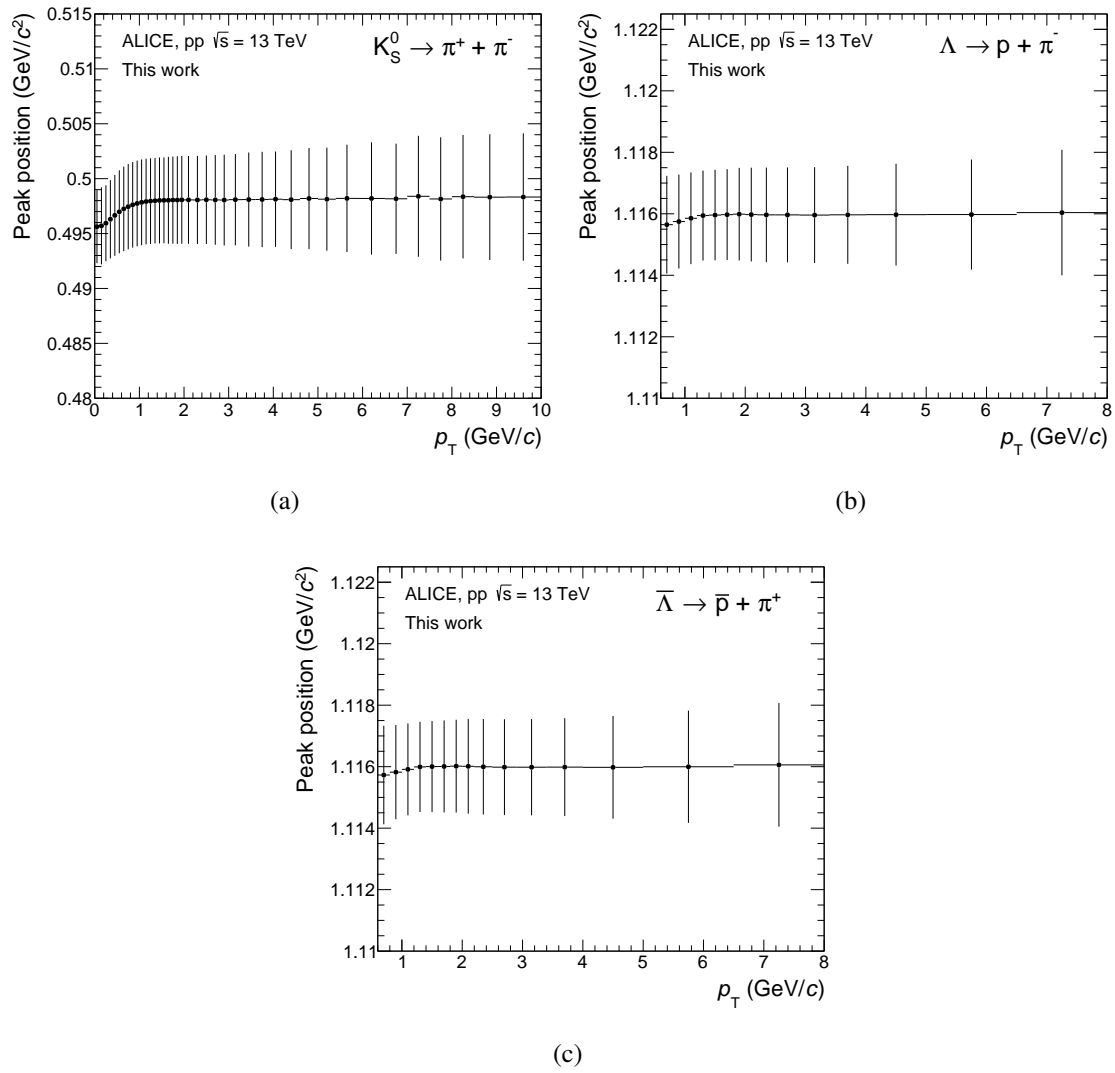 ALICE, pp √s = 13 TeV
This work
K⁰_S → π⁺ + π⁻
Peak position (GeV/c²)
0.515
0.51
0.505
0.5
0.495
0.49
0.485
0.48
0 1 2 3 4 5 6 7 8 9 10
p_T (GeV/c)
(a)
ALICE, pp √s = 13 TeV
This work
Λ → p + π⁻
Peak position (GeV/c²)
1.122
1.12
1.118
1.116
1.114
1.112
1.11
1 2 3 4 5 6 7 8
p_T (GeV/c)
(b)
ALICE, pp √s = 13 TeV
This work
Λ̅ → p̅ + π⁺
Peak position (GeV/c²)
1.122
1.12
1.118
1.116
1.114
1.112
1.11
1 2 3 4 5 6 7 8
p_T (GeV/c)
(c)